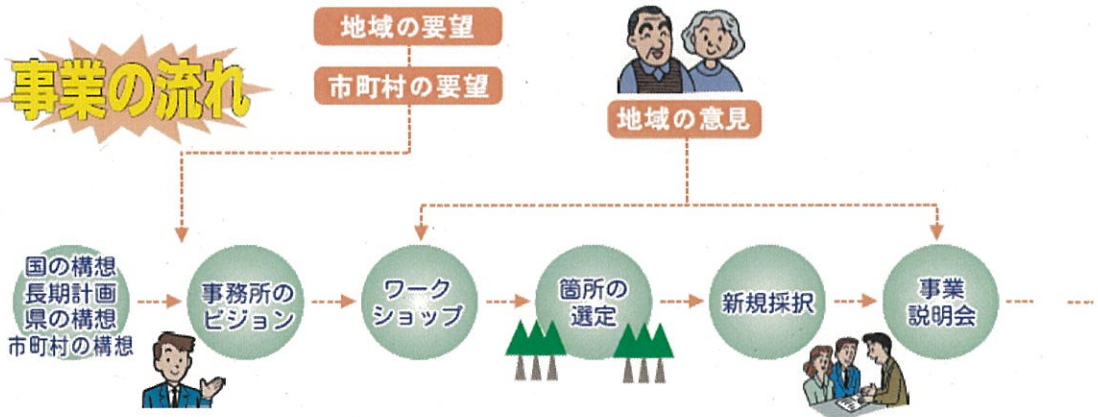 事業の流れ
地域の要望
市町村の要望
地域の意見
国の構想
長期計画
県の構想
市町村の構想
事務所の
ビジョン
ワーク
ショップ
箇所の
選定
新規採択
事業
説明会